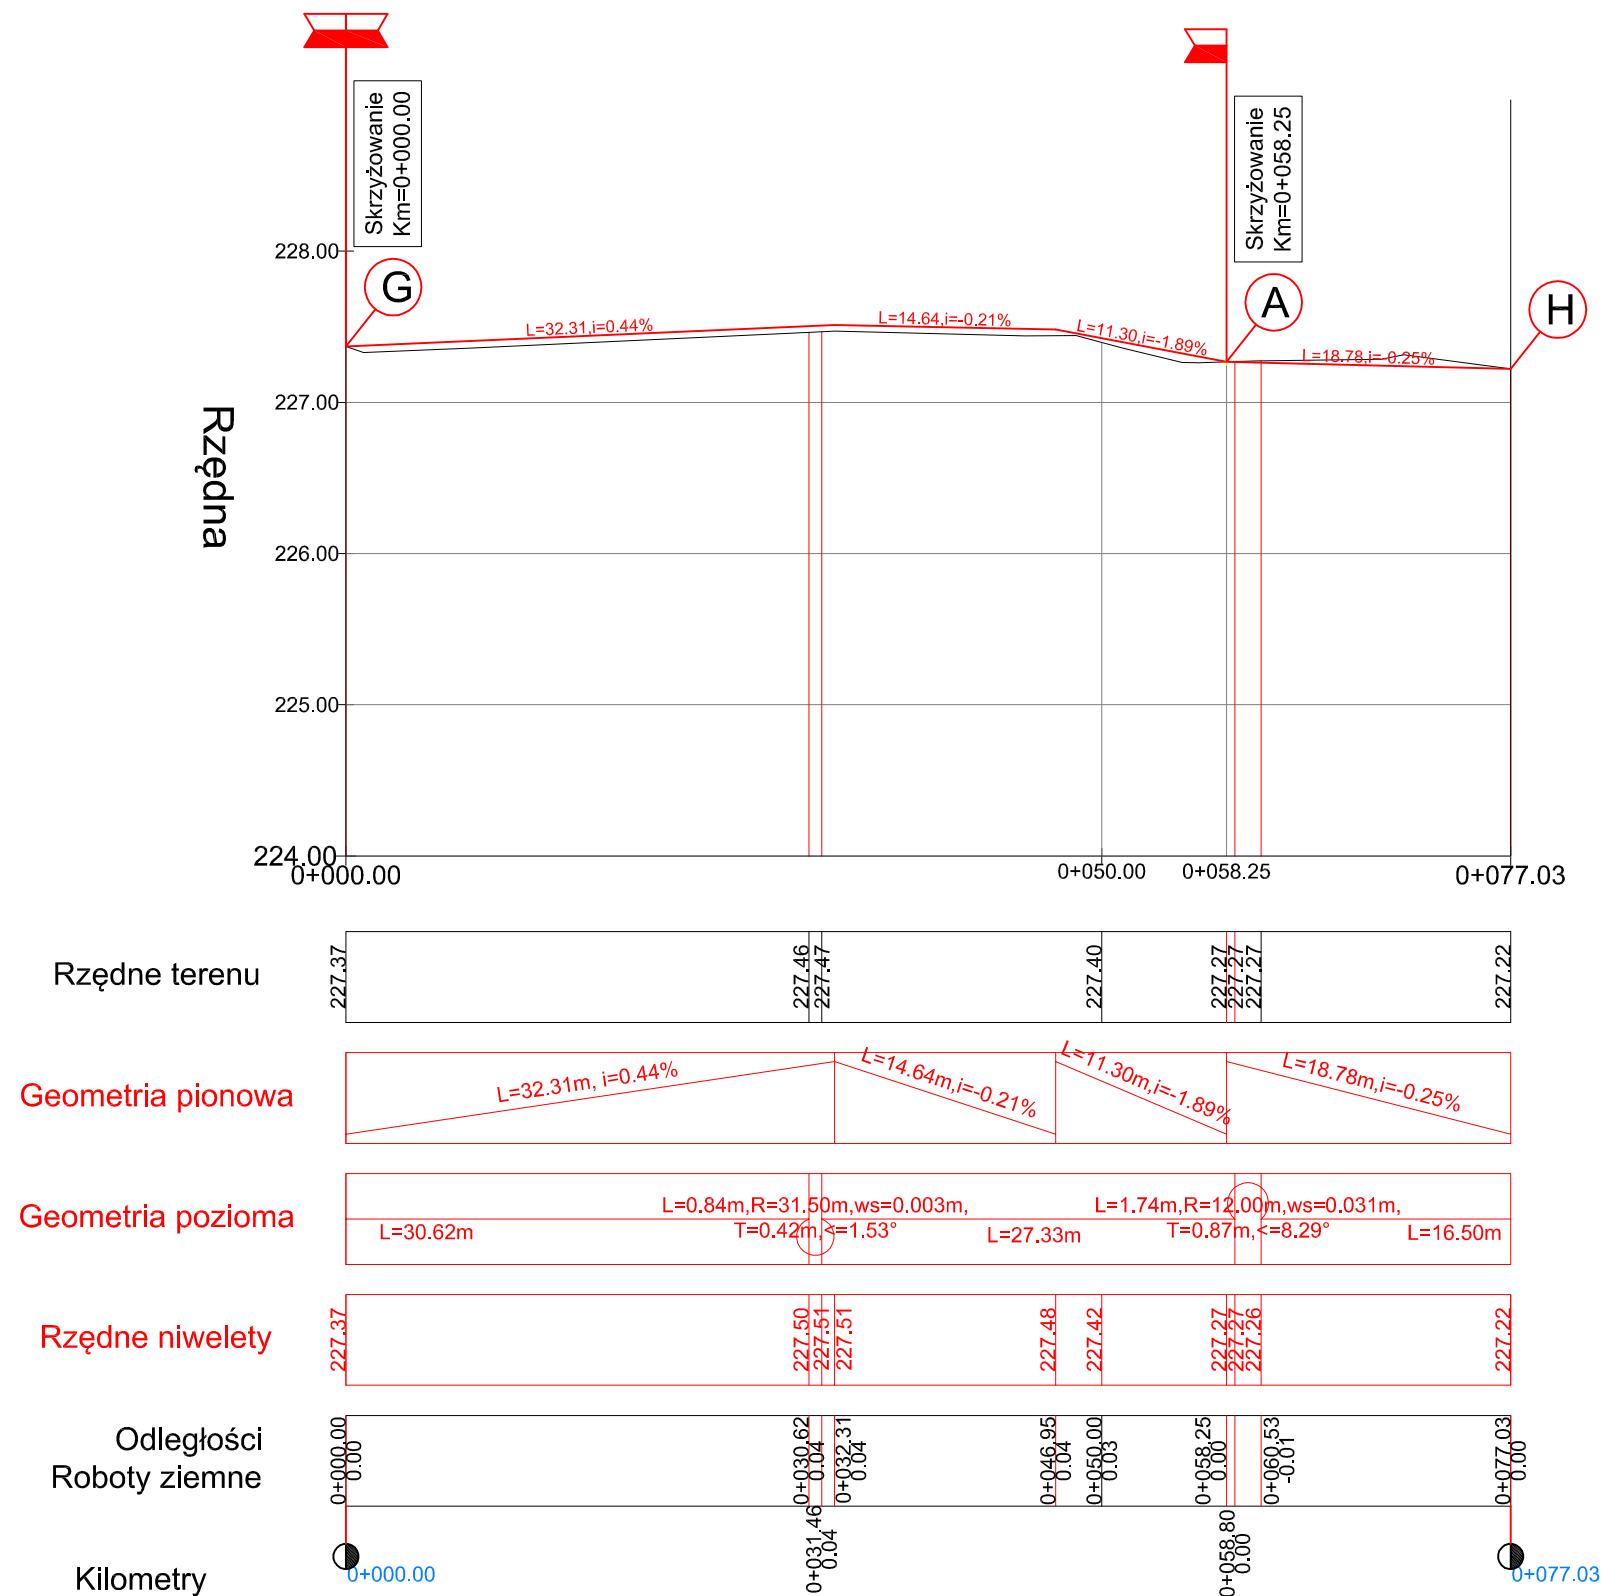 Skrzyżowanie
Km=0+000.00
Skrzyżowanie
Km=0+058.25
G
A
H
228.00
227.00
226.00
225.00
224.00
Rzędna
L=32.31,i=0.44%
L=14.64,i=-0.21%
L=11.30,i=-1.89%
L=18.78,i=-0.25%
0+000.00
0+050.00
0+058.25
0+077.03
Rzędne terenu
227.37
227.46
227.47
227.40
227.27
227.27
227.27
227.22
Geometria pionowa
L=32.31m, i=0.44%
L=14.64m,i=-0.21%
L=11.30m,i=-1.89%
L=18.78m,i=-0.25%
Geometria pozioma
L=30.62m
L=0.84m,R=31.50m,ws=0.003m,
T=0.42m,<=1.53°
L=27.33m
L=1.74m,R=12.00m,ws=0.031m,
T=0.87m,<=8.29°
L=16.50m
Rzędne niwelety
227.37
227.50
227.51
227.51
227.48
227.42
227.27
227.27
227.26
227.22
Odległości
Roboty ziemne
0+000.00
0.00
0+030.62
0.04
0+031.46
0.04
0+032.31
0.04
0+046.95
0.04
0+050.00
0.03
0+058.25
0.00
0+058.80
0.00
0+060.53
-0.01
0+077.03
0.00
Kilometry
0+000.00
0+077.03